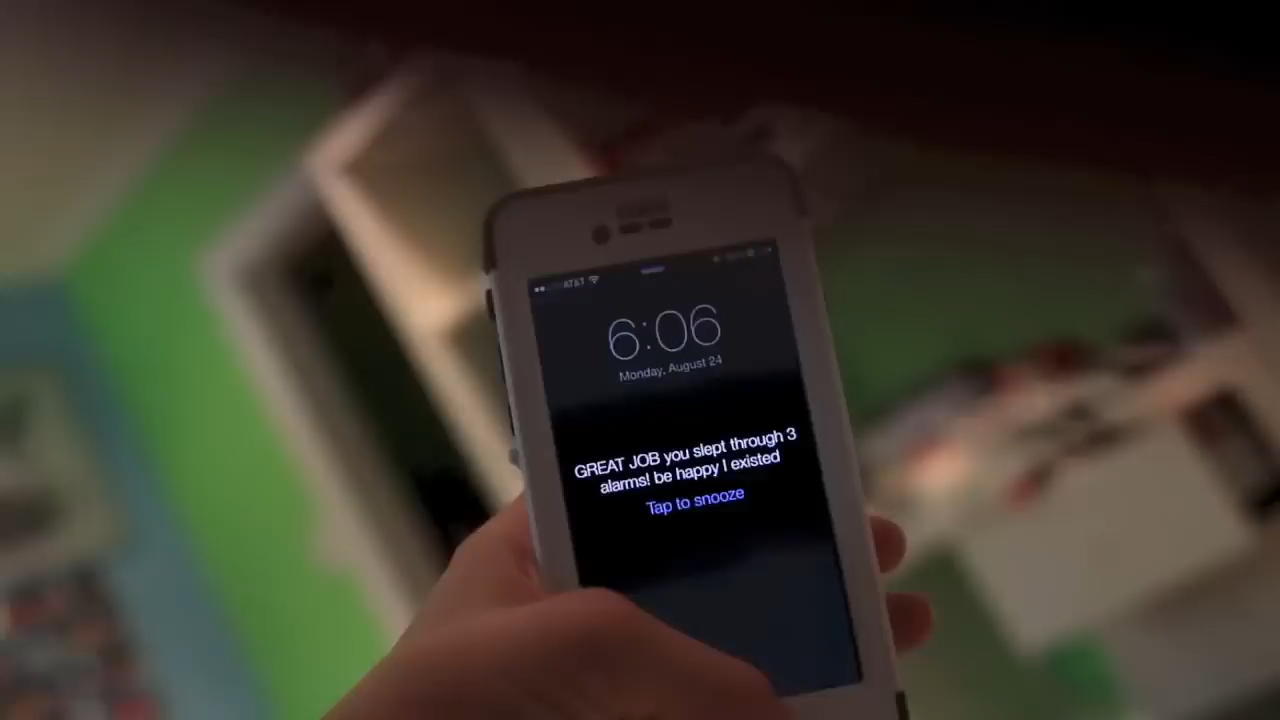 AT&T
6:06
Monday, August 24
GREAT JOB you slept through 3
alarms! be happy I existed
Tap to snooze